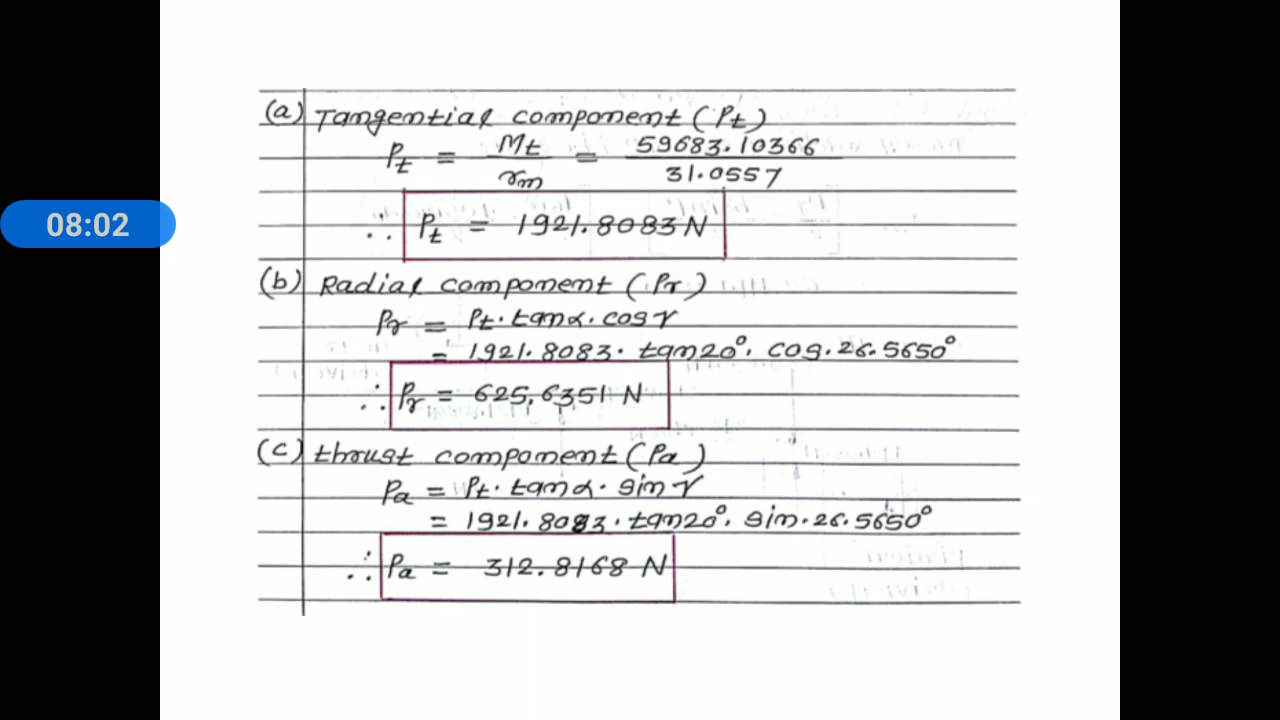 08:02
(a) Tangential component (Pt)
Pt = Mt / rm = 59683.10366 / 31.0557
∴ Pt = 1921.8083 N
(b) Radial component (Pr)
Pr = Pt. tanα. cosγ
= 1921.8083. tan20°. cos.26.5650°
∴ Pr = 625.6351 N
(c) thrust component (Pa)
Pa = Pt. tanα. sinγ
= 1921.8083. tan20°. sin.26.5650°
∴ Pa = 312.8168 N